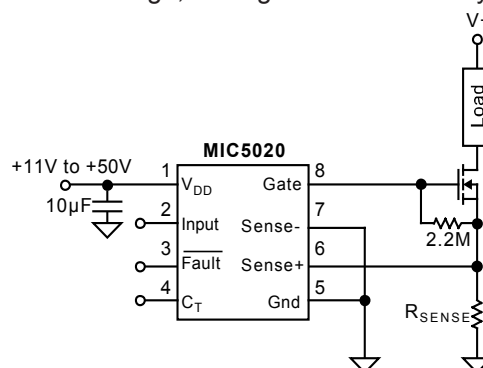 V+
Load
MIC5020
+11V to +50V
10µF
1
VDD
2
Input
3
Fault
4
CT
8
Gate
7
Sense-
6
Sense+
5
Gnd
2.2M
RSENSE